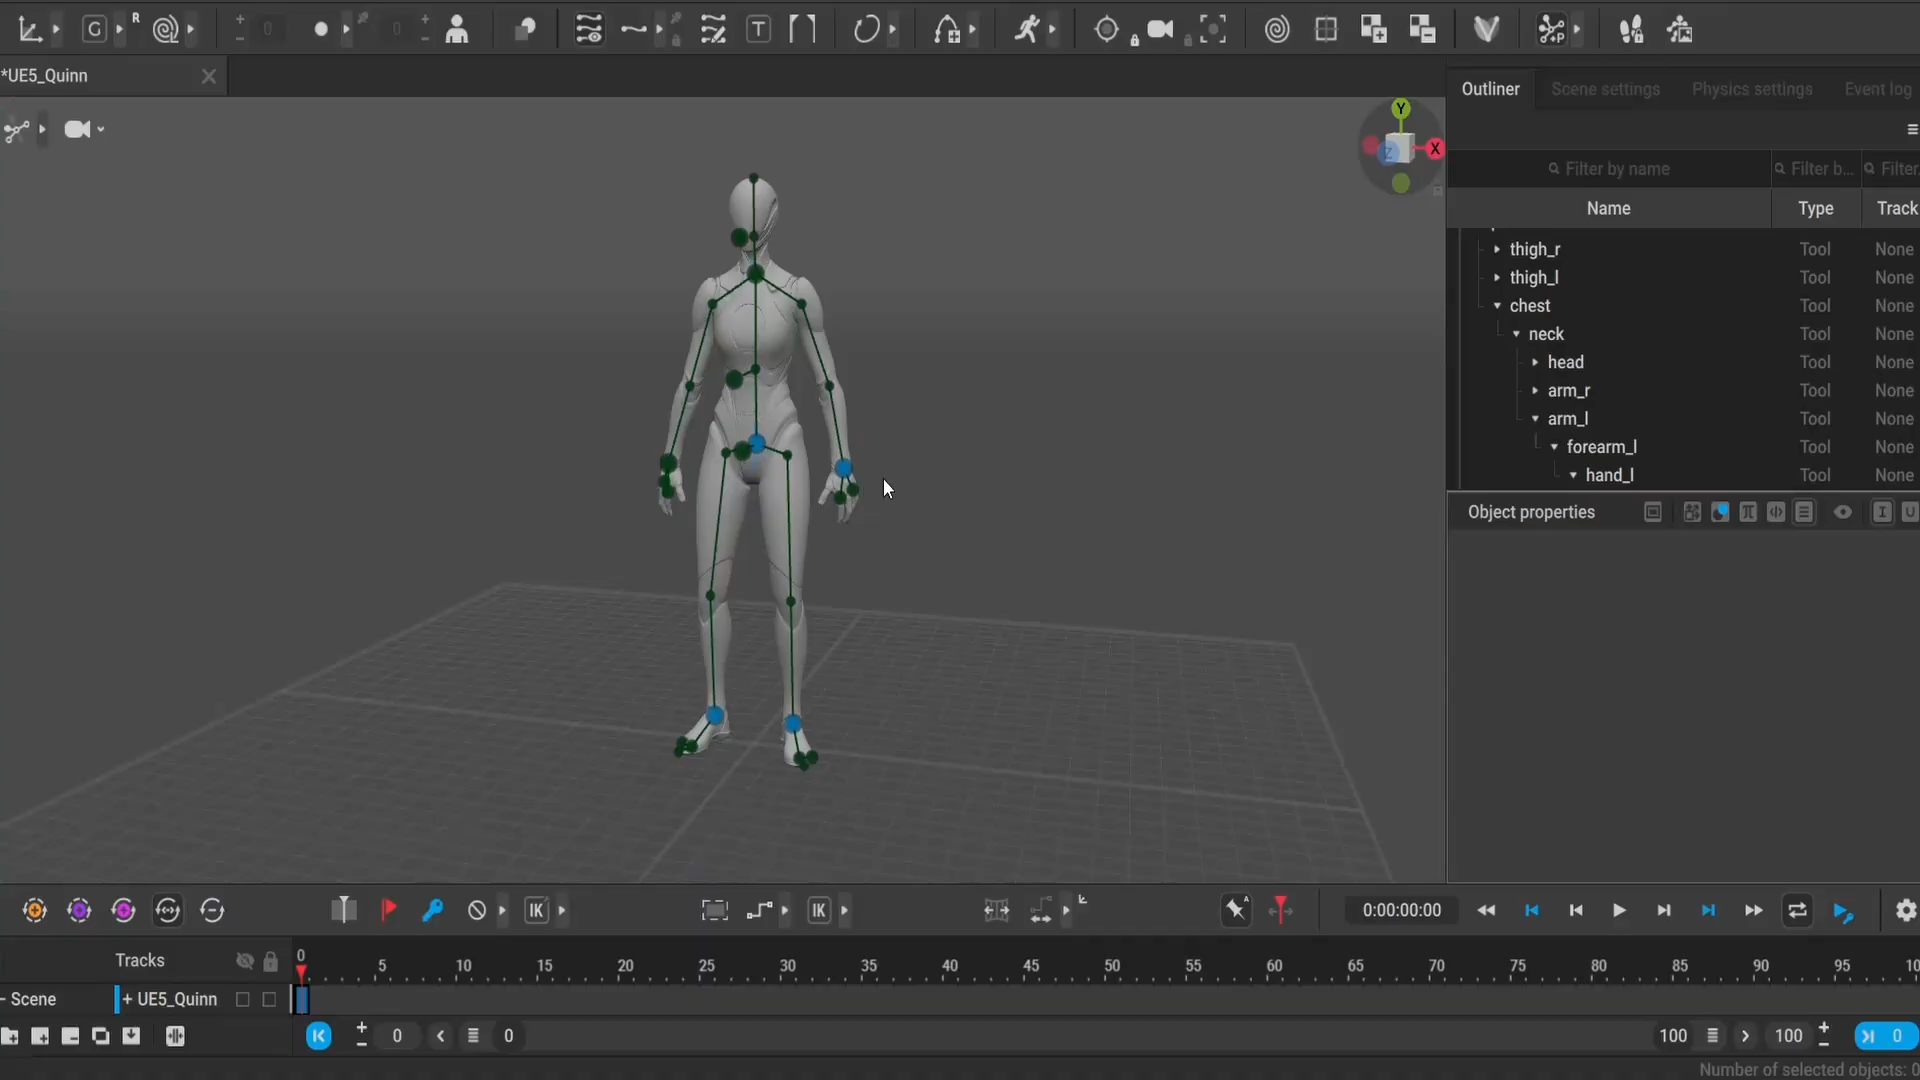 G
R
0
0
T
P
*UE5_Quinn
Outliner
Scene settings
Physics settings
Event log
Y
X
Z
Filter by name
Filter b...
Filter.
Name
Type
Track
thigh_r Tool None
thigh_l Tool None
chest Tool None
neck Tool None
head Tool None
arm_r Tool None
arm_l Tool None
forearm_l Tool None
hand_l Tool None
Object properties
I
U
IK
IK
A
0:00:00:00
Tracks
0 5 10 15 20 25 30 35 40 45 50 55 60 65 70 75 80 85 90 95 10
- Scene
+ UE5_Quinn
0
0
100
100
0
Number of selected objects: 0